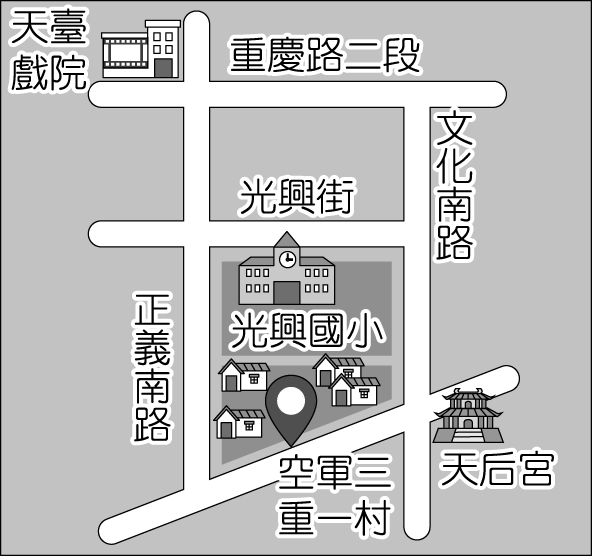 天臺
戲院
重慶路二段
文化南路
光興街
光興國小
正義南路
空軍三
重一村
天后宮